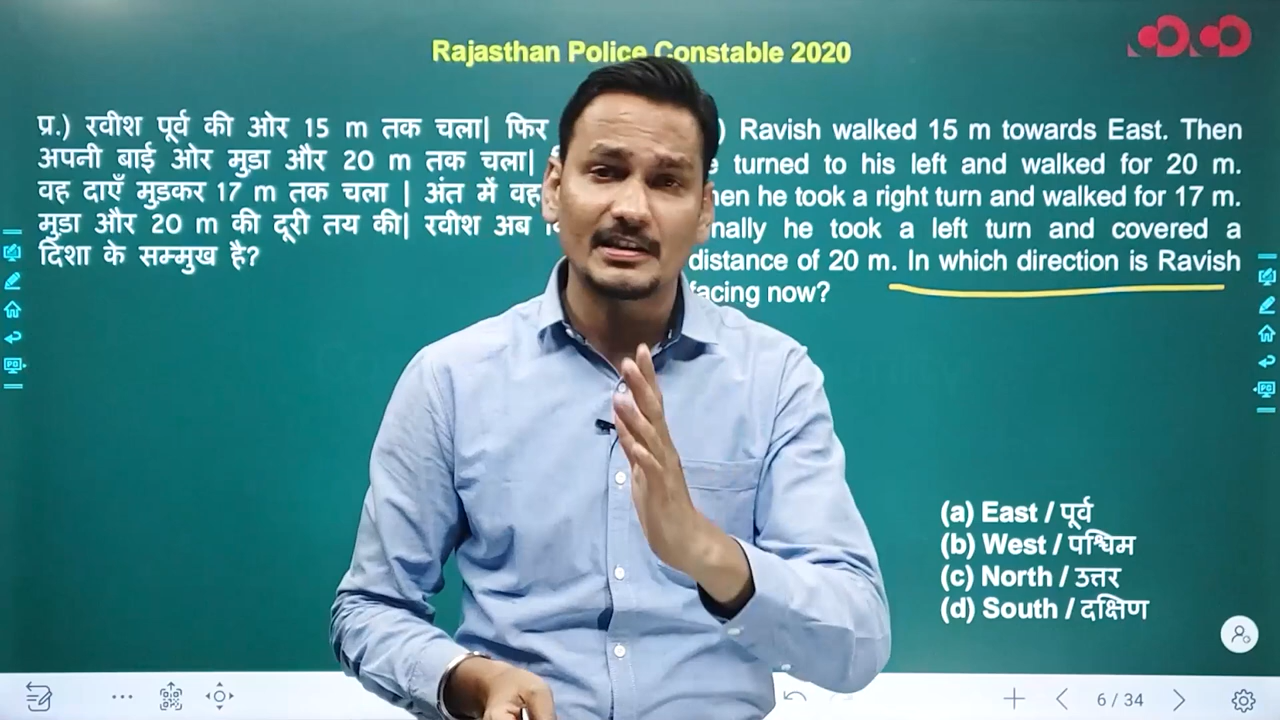 Rajasthan Police Constable 2020
प्र.) रवीश पूर्व की ओर 15 m तक चला| फिर
अपनी बाई ओर मुडा और 20 m तक चला|
वह दाएँ मुड़कर 17 m तक चला | अंत में वह
मुडा और 20 m की दूरी तय की| रवीश अब
दिशा के सम्मुख है?
) Ravish walked 15 m towards East. Then
turned to his left and walked for 20 m.
he took a right turn and walked for 17 m.
he took a left turn and covered a
distance of 20 m. In which direction is Ravish
facing now?
(a) East / पूर्व
(b) West / पश्चिम
(c) North / उत्तर
(d) South / दक्षिण
6 / 34